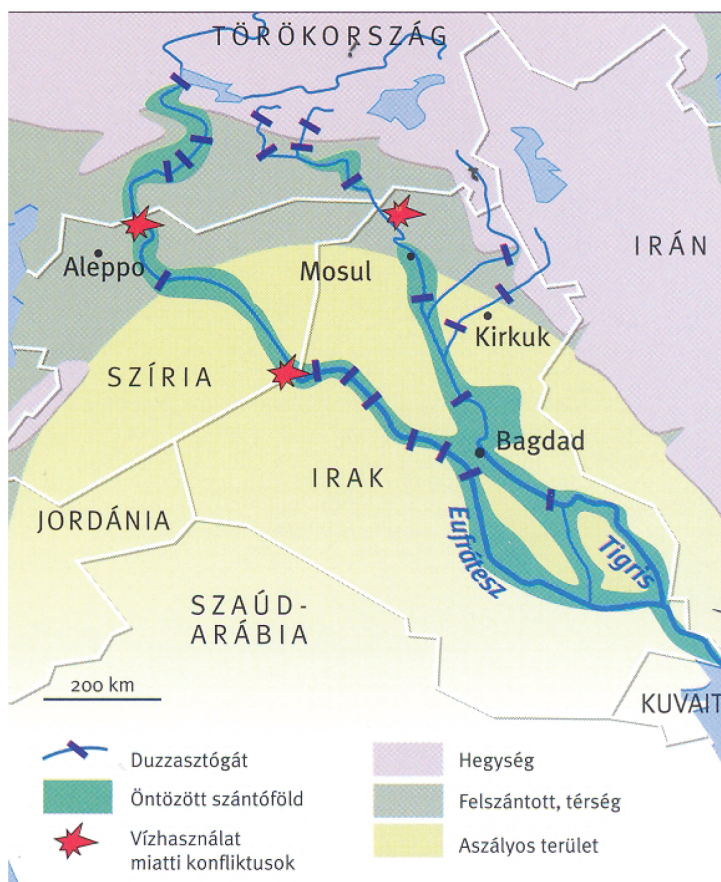 TÖRÖKORSZÁG
IRÁN
Aleppo
Mosul
Kirkuk
SZÍRIA
Bagdad
IRAK
JORDÁNIA
Eufrátesz
Tigris
SZAÚD-
ARÁBIA
200 km
KUVAIT
Duzzasztógát
Öntözött szántóföld
Vízhasználat
miatti konfliktusok
Hegység
Felszántott, térség
Aszályos terület